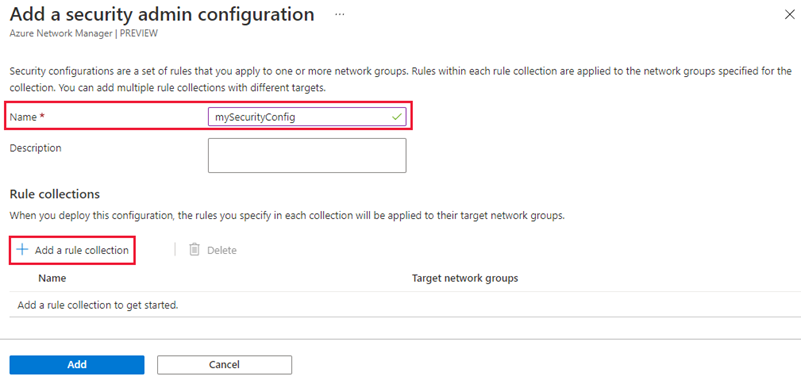 Add a security admin configuration ...
Azure Network Manager | PREVIEW
Security configurations are a set of rules that you apply to one or more network groups. Rules within each rule collection are applied to the network groups specified for the
collection. You can add multiple rule collections with different targets.
Name * mySecurityConfig
Description
Rule collections
When you deploy this configuration, the rules you specify in each collection will be applied to their target network groups.
+ Add a rule collection | Delete
Name Target network groups
Add a rule collection to get started.
Add Cancel